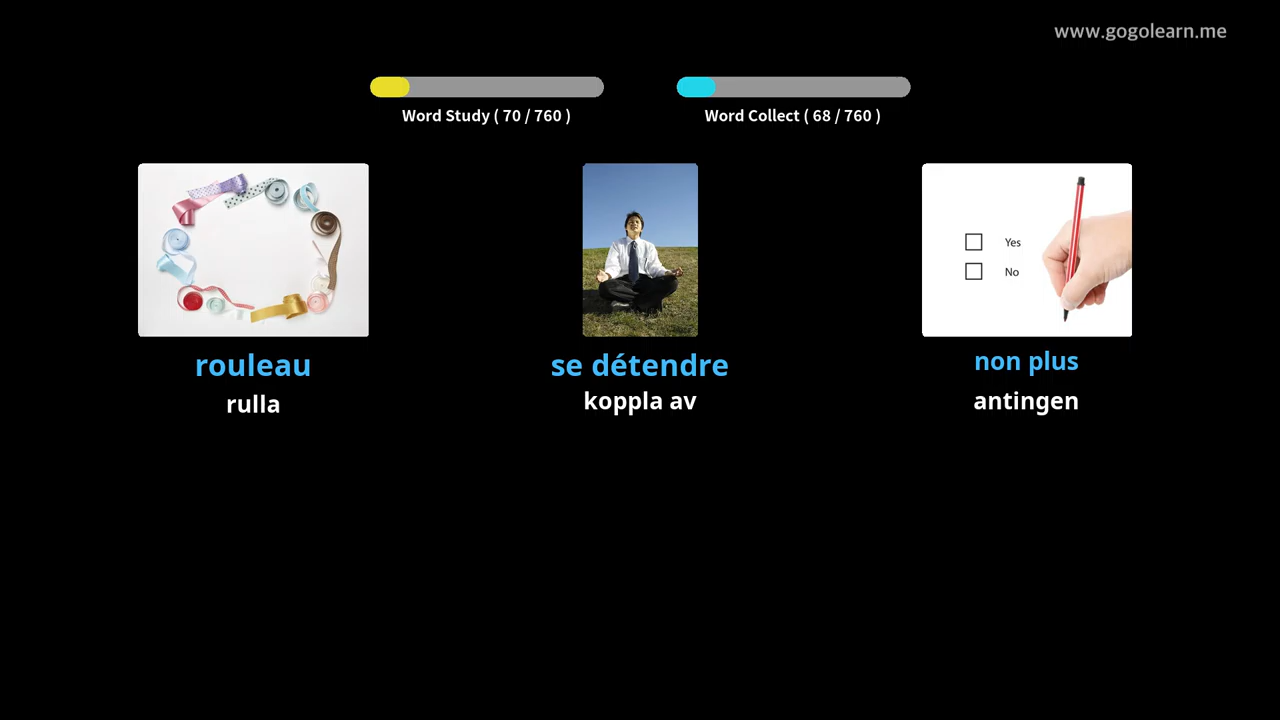 www.gogolearn.me
Word Study ( 70 / 760 )
Word Collect ( 68 / 760 )
Yes
No
rouleau
se détendre
non plus
rulla
koppla av
antingen